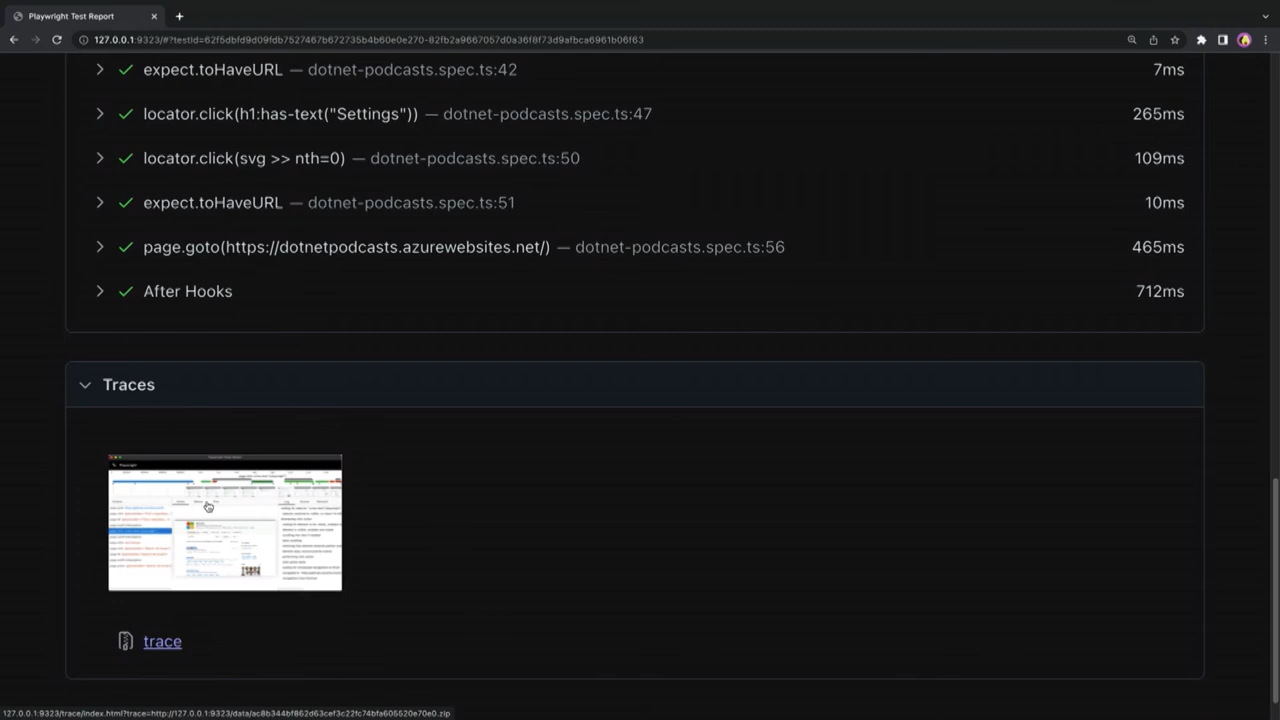 Playwright Test Report
127.0.0.1:9323/#?testId=62f5dbfd9d09fdb7527467b672735b4b60e0e270-82fb2a9667057d0a36f8f73d9afbca6961b06f63
expect.toHaveURL — dotnet-podcasts.spec.ts:42 7ms
locator.click(h1:has-text("Settings")) — dotnet-podcasts.spec.ts:47 265ms
locator.click(svg >> nth=0) — dotnet-podcasts.spec.ts:50 109ms
expect.toHaveURL — dotnet-podcasts.spec.ts:51 10ms
page.goto(https://dotnetpodcasts.azurewebsites.net/) — dotnet-podcasts.spec.ts:56 465ms
After Hooks 712ms
Traces
trace
127.0.0.1:9323/trace/index.html?trace=http://127.0.0.1:9323/data/ac8b344bf862d63cef3c22fc74bfa605520e70e0.zip